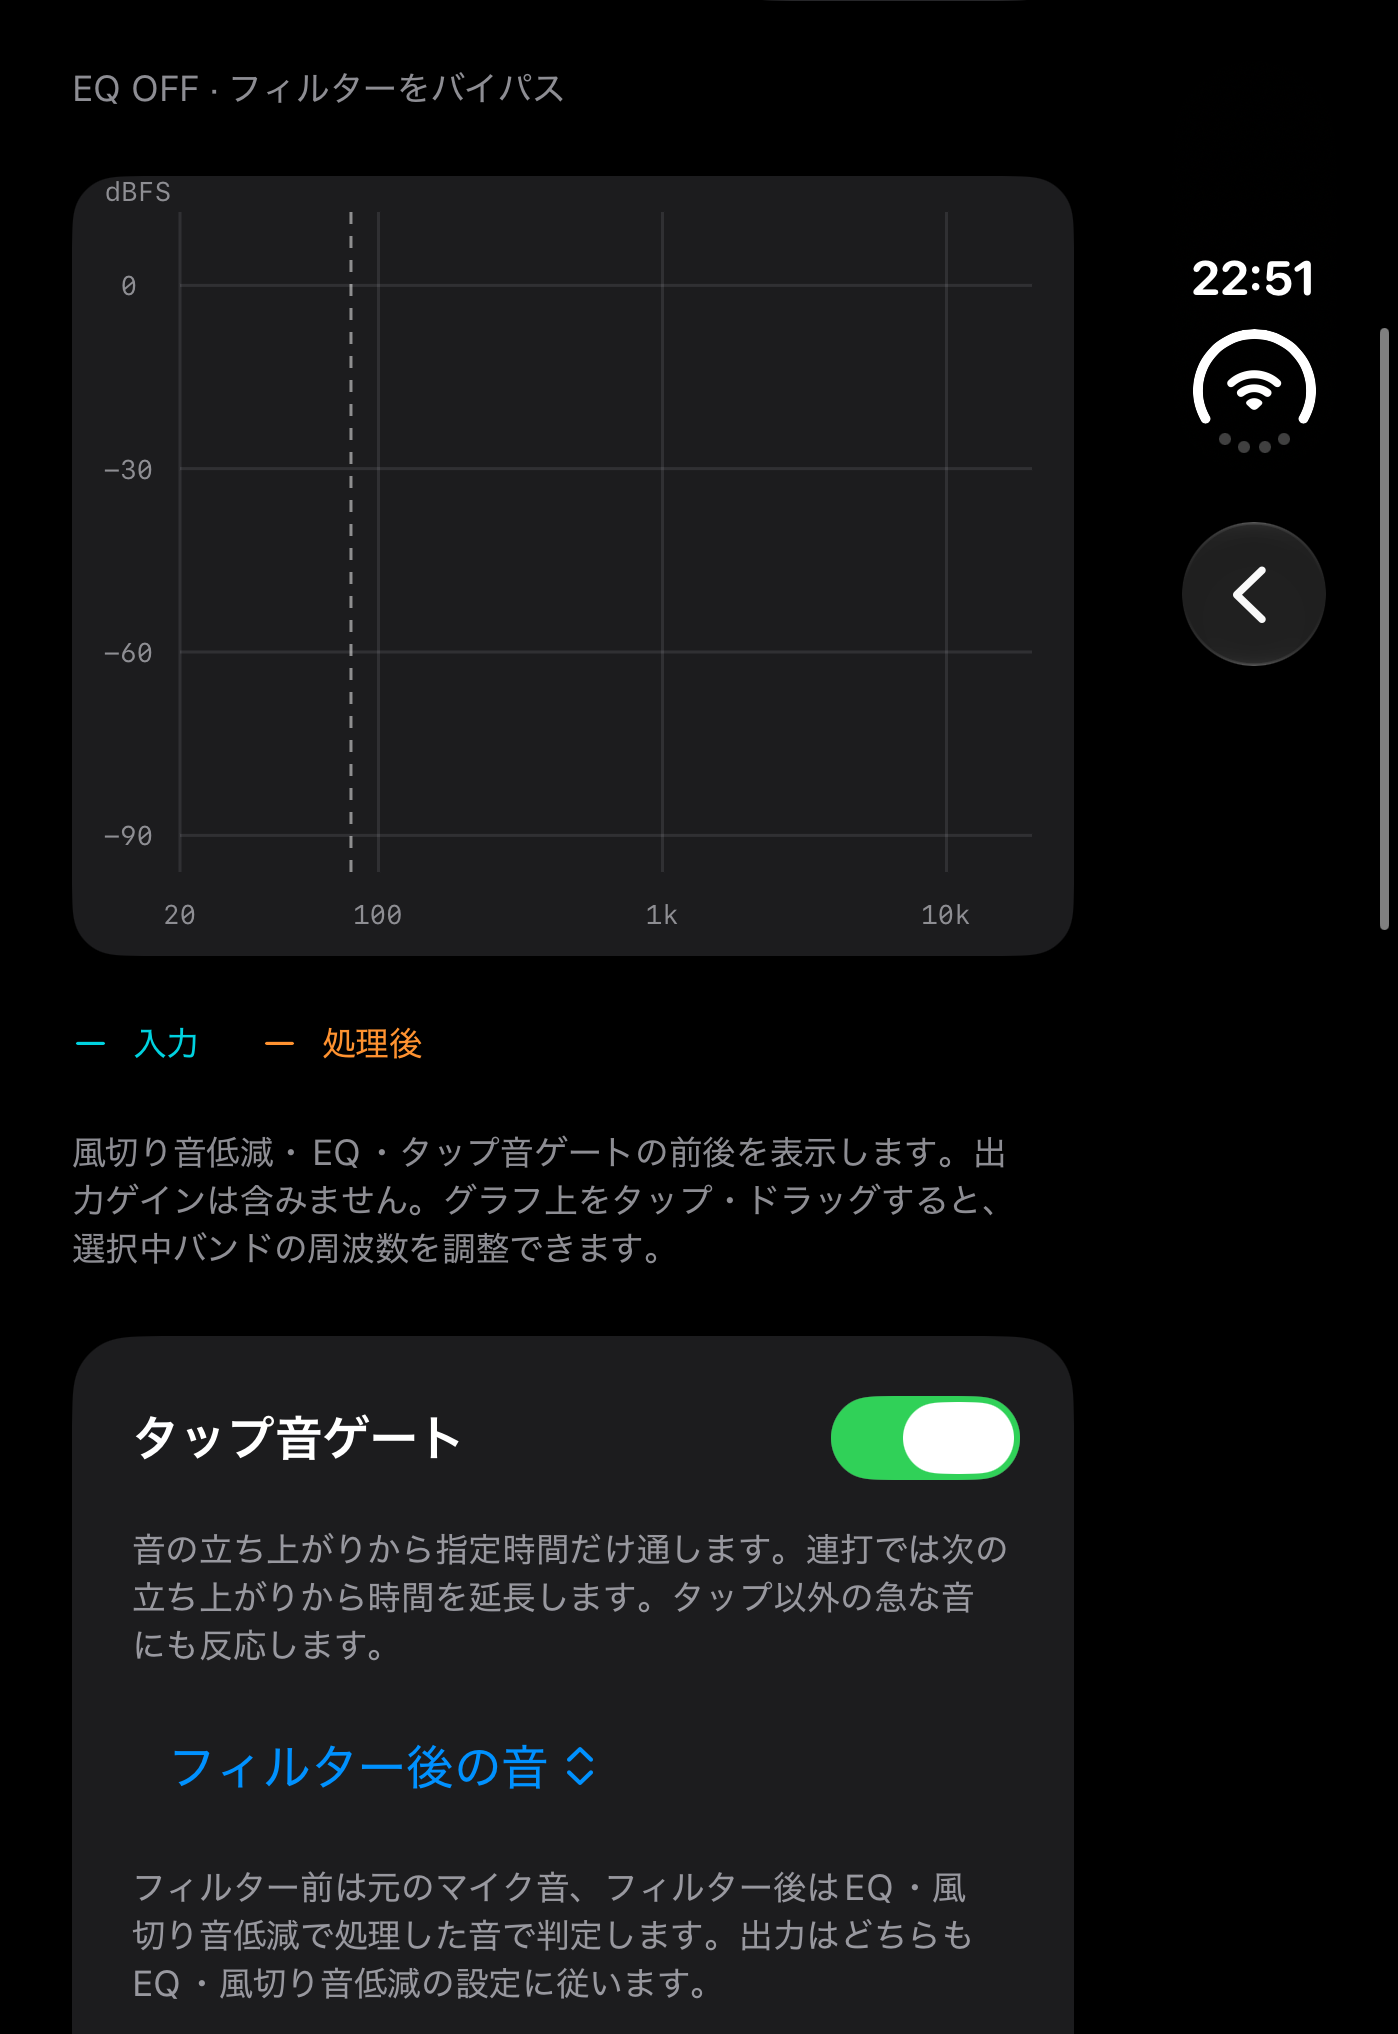 EQ OFF · フィルターをバイパス
dBFS
0
−30
−60
−90
20 100 1k 10k
22:51
入力 処理後
風切り音低減・EQ・タップ音ゲートの前後を表示します。出
力ゲインは含みません。グラフ上をタップ・ドラッグすると、
選択中バンドの周波数を調整できます。
タップ音ゲート
音の立ち上がりから指定時間だけ通します。連打では次の
立ち上がりから時間を延長します。タップ以外の急な音
にも反応します。
フィルター後の音
フィルター前は元のマイク音、フィルター後はEQ・風
切り音低減で処理した音で判定します。出力はどちらも
EQ・風切り音低減の設定に従います。